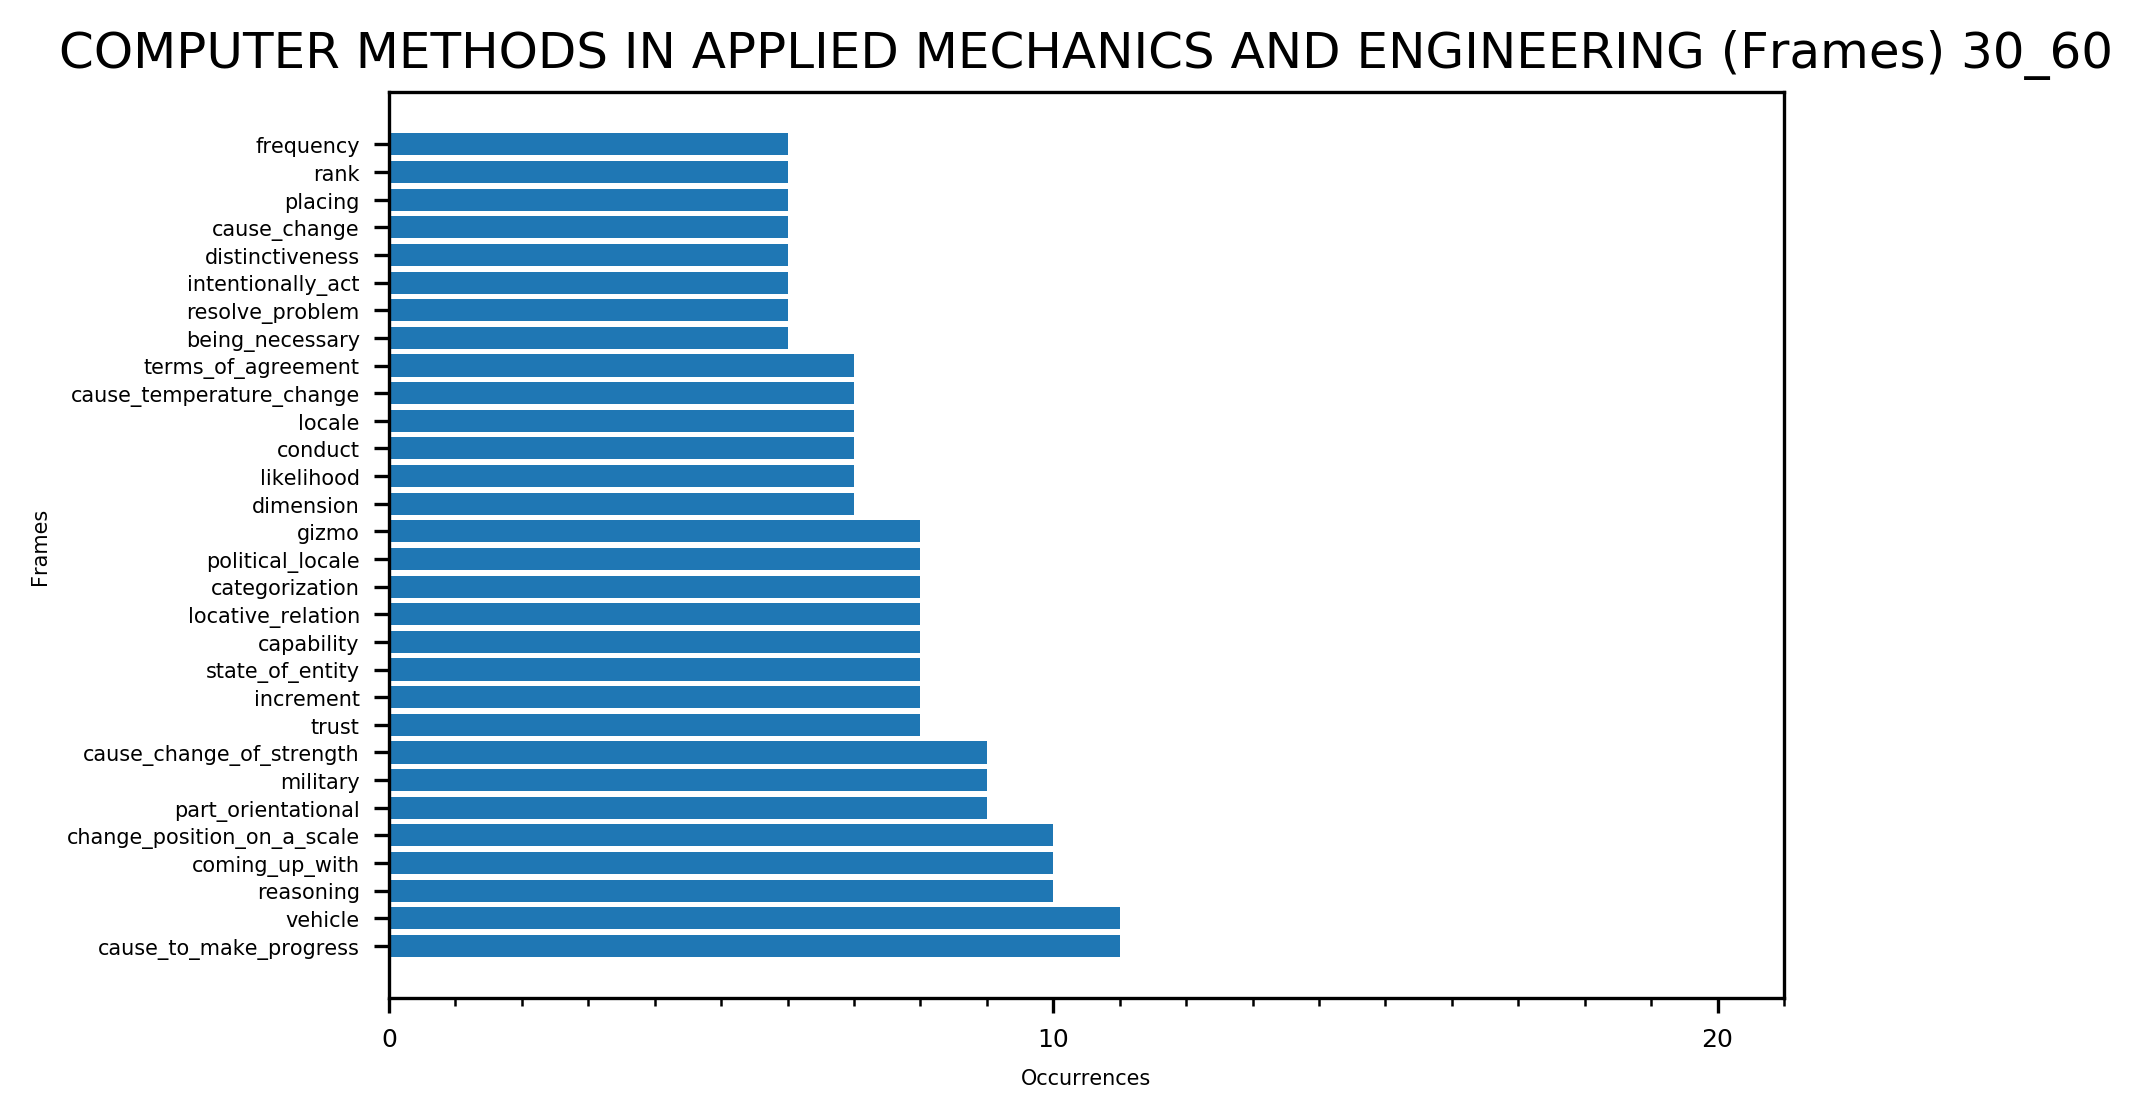 COMPUTER METHODS IN APPLIED MECHANICS AND ENGINEERING (Frames) 30_60
Frames
frequency
rank
placing
cause_change
distinctiveness
intentionally_act
resolve_problem
being_necessary
terms_of_agreement
cause_temperature_change
locale
conduct
likelihood
dimension
gizmo
political_locale
categorization
locative_relation
capability
state_of_entity
increment
trust
cause_change_of_strength
military
part_orientational
change_position_on_a_scale
coming_up_with
reasoning
vehicle
cause_to_make_progress
0 10 20
Occurrences